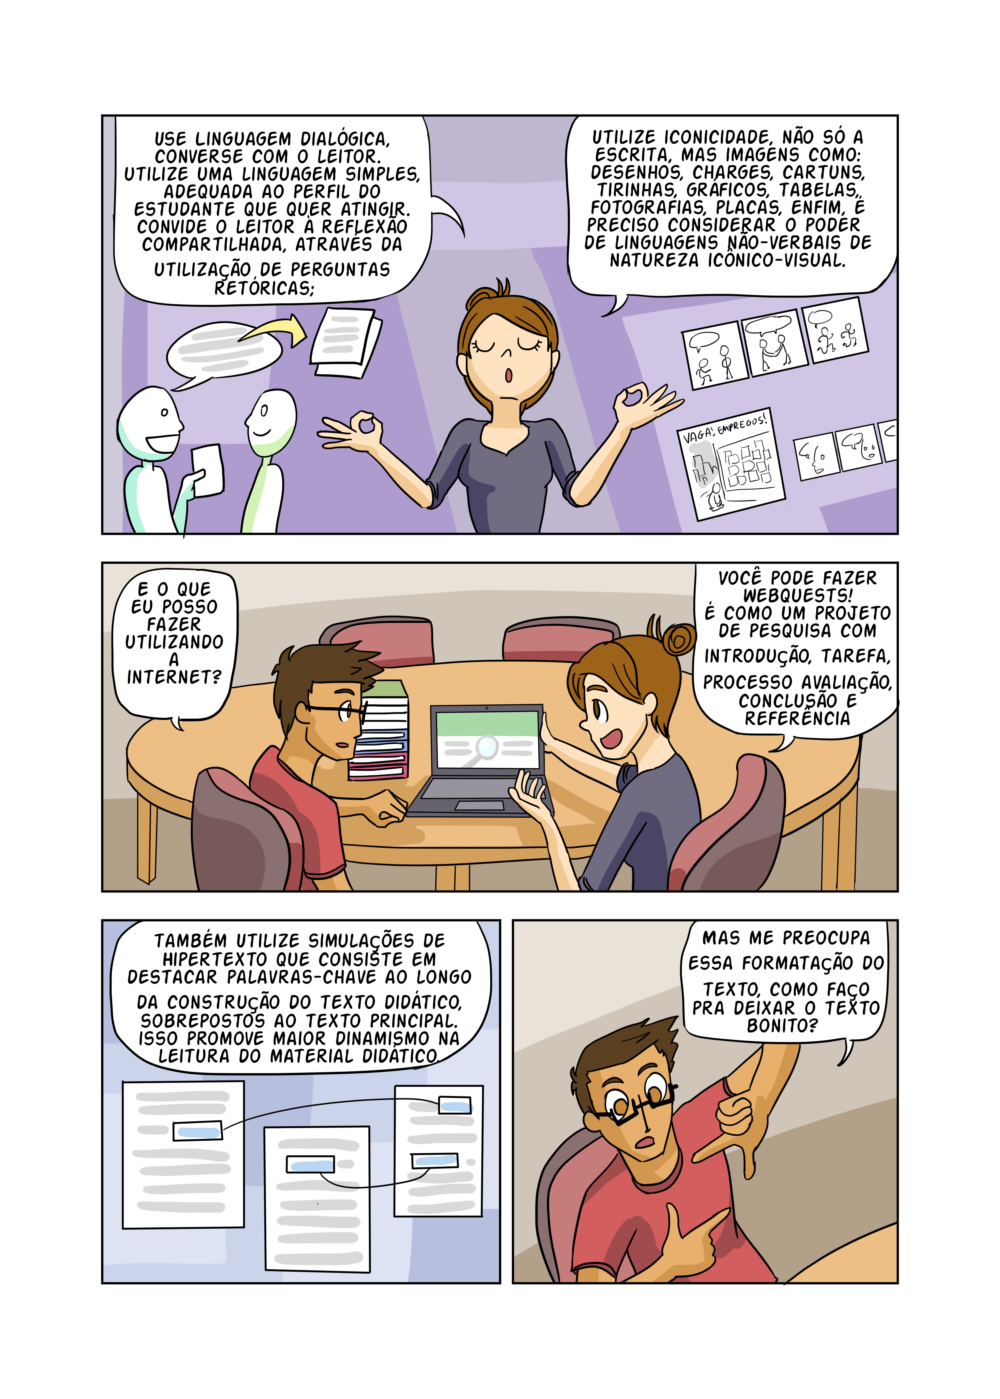 USE LINGUAGEM DIALÓGICA,
CONVERSE COM O LEITOR.
UTILIZE UMA LINGUAGEM SIMPLES,
ADEQUADA AO PERFIL DO
ESTUDANTE QUE QUER ATINGIR.
CONVIDE O LEITOR À REFLEXÃO
COMPARTILHADA, ATRAVÉS DA
UTILIZAÇÃO DE PERGUNTAS
RETÓRICAS;
UTILIZE ICONICIDADE, NÃO SÓ A
ESCRITA, MAS IMAGENS COMO:
DESENHOS, CHARGES, CARTUNS,
TIRINHAS, GRÁFICOS, TABELAS,
FOTOGRAFIAS, PLACAS, ENFIM, É
PRECISO CONSIDERAR O PODER
DE LINGUAGENS NÃO-VERBAIS DE
NATUREZA ICÔNICO-VISUAL.
VAGA', EMPREGOS!
E O QUE
EU POSSO
FAZER
UTILIZANDO
A
INTERNET?
VOCÊ PODE FAZER
WEBQUESTS!
É COMO UM PROJETO
DE PESQUISA COM
INTRODUÇÃO, TAREFA,
PROCESSO AVALIAÇÃO,
CONCLUSÃO E
REFERÊNCIA
TAMBÉM UTILIZE SIMULAÇÕES DE
HIPERTEXTO QUE CONSISTE EM
DESTACAR PALAVRAS-CHAVE AO LONGO
DA CONSTRUÇÃO DO TEXTO DIDÁTICO,
SOBREPOSTOS AO TEXTO PRINCIPAL.
ISSO PROMOVE MAIOR DINAMISMO NA
LEITURA DO MATERIAL DIDÁTICO.
MAS ME PREOCUPA
ESSA FORMATAÇÃO DO
TEXTO, COMO FAÇO
PRA DEIXAR O TEXTO
BONITO?